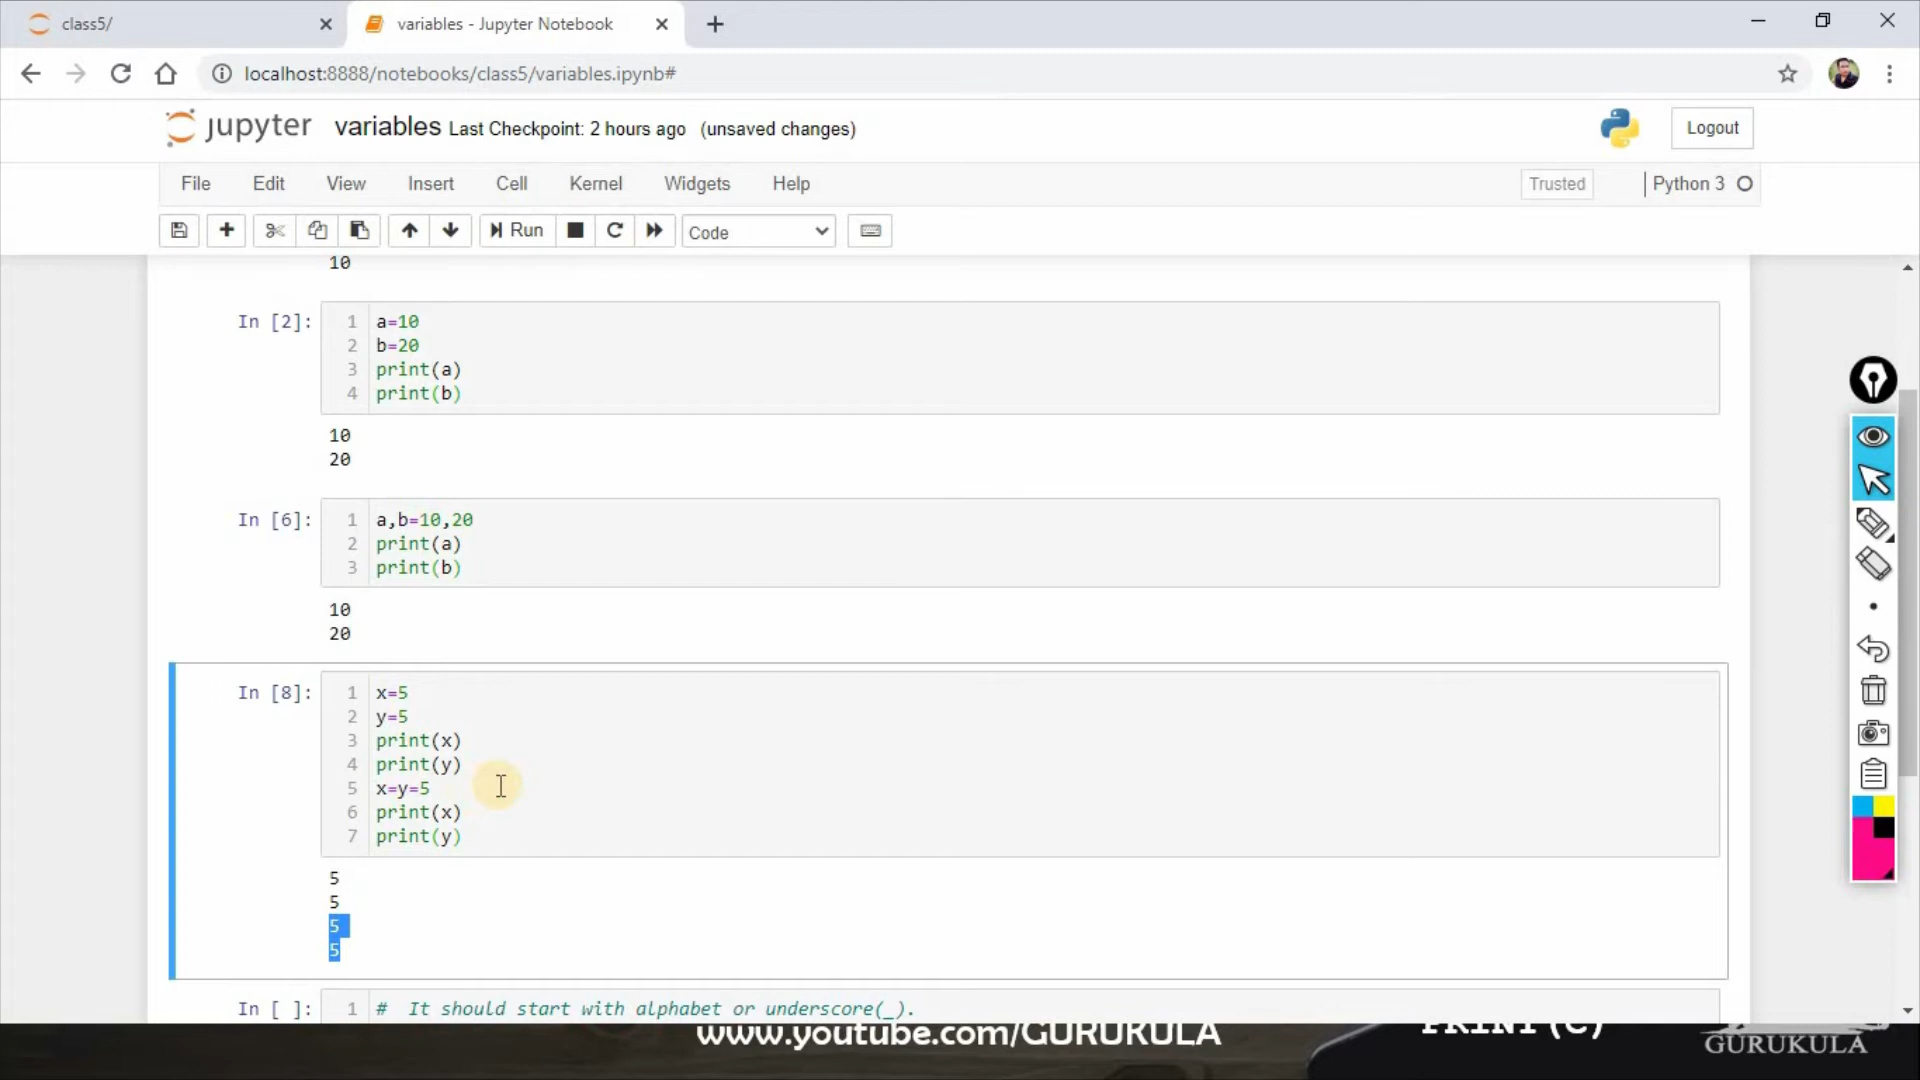 class5/
variables - Jupyter Notebook
localhost:8888/notebooks/class5/variables.ipynb#
jupyter variables Last Checkpoint: 2 hours ago (unsaved changes)
Logout
File Edit View Insert Cell Kernel Widgets Help
Trusted
Python 3
Run
Code
10
In [2]:
1 a=10
2 b=20
3 print(a)
4 print(b)
10
20
In [6]:
1 a,b=10,20
2 print(a)
3 print(b)
10
20
In [8]:
1 x=5
2 y=5
3 print(x)
4 print(y)
5 x=y=5
6 print(x)
7 print(y)
5
5
5
5
In [ ]:
1 # It should start with alphabet or underscore(_).
www.youtube.com/GURUKULA
PRINT(C)
GURUKULA